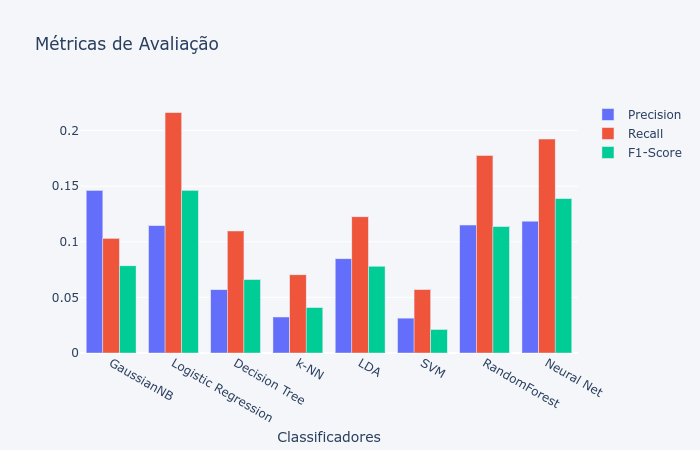 Métricas de Avaliação
Precision
Recall
F1-Score
0.2
0.15
0.1
0.05
0
GaussianNB
Logistic Regression
Decision Tree
k-NN
LDA
SVM
RandomForest
Neural Net
Classificadores